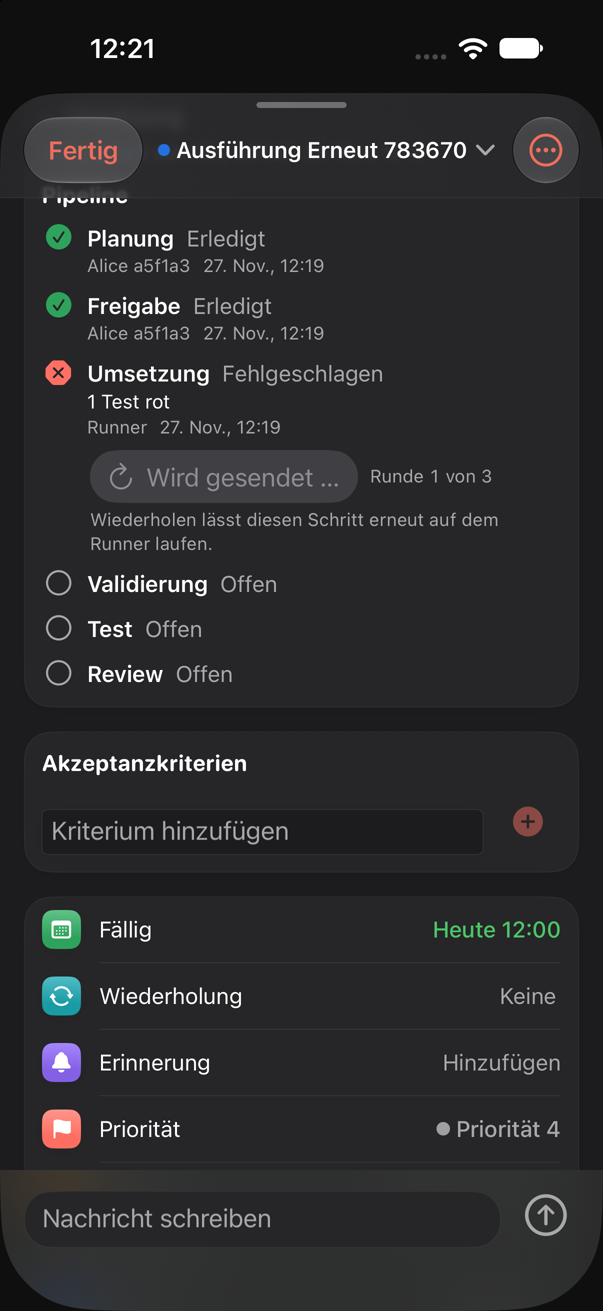 12:21
Fertig
Ausführung Erneut 783670
Pipeline
Planung Erledigt
Alice a5f1a3 27. Nov., 12:19
Freigabe Erledigt
Alice a5f1a3 27. Nov., 12:19
Umsetzung Fehlgeschlagen
1 Test rot
Runner 27. Nov., 12:19
Wird gesendet ... Runde 1 von 3
Wiederholen lässt diesen Schritt erneut auf dem
Runner laufen.
Validierung Offen
Test Offen
Review Offen
Akzeptanzkriterien
Kriterium hinzufügen
Fällig Heute 12:00
Wiederholung Keine
Erinnerung Hinzufügen
Priorität Priorität 4
Nachricht schreiben